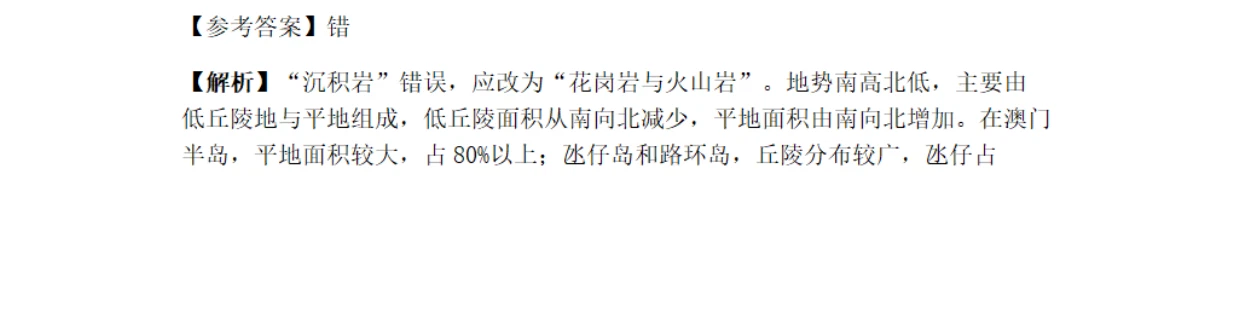 【参考答案】错
【解析】“沉积岩”错误，应改为“花岗岩与火山岩”。地势南高北低，主要由
低丘陵地与平地组成，低丘陵面积从南向北减少，平地面积由南向北增加。在澳门
半岛，平地面积较大，占 80%以上；氹仔岛和路环岛，丘陵分布较广，氹仔占